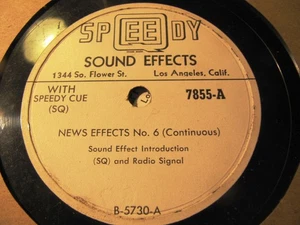 SPEEDY
SOUND EFFECTS
1344 So. Flower St. Los Angeles, Calif.
WITH
SPEEDY CUE
(SQ)
7855-A
NEWS EFFECTS No. 6 (Continuous)
Sound Effect Introduction
(SQ) and Radio Signal
B-5730-A